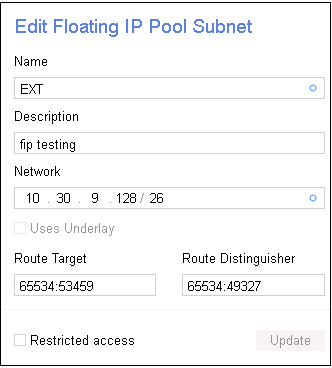 Edit Floating IP Pool Subnet
Name
EXT
Description
fip testing
Network
10 . 30 . 9 . 128 / 26
Uses Underlay
Route Target Route Distinguisher
65534:53459 65534:49327
Restricted access Update